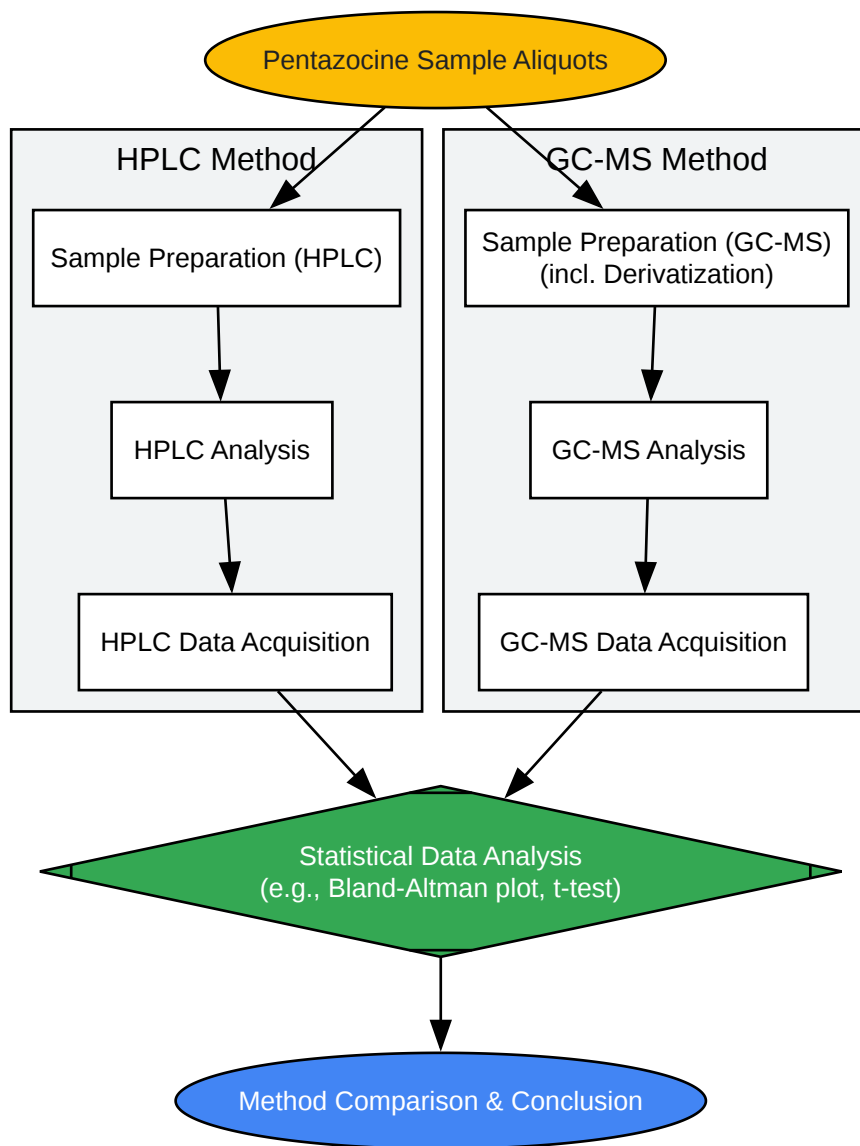 Pentazocine Sample Aliquots
HPLC Method
GC-MS Method
Sample Preparation (HPLC)
Sample Preparation (GC-MS)
(incl. Derivatization)
HPLC Analysis
GC-MS Analysis
HPLC Data Acquisition
GC-MS Data Acquisition
Statistical Data Analysis
(e.g., Bland-Altman plot, t-test)
Method Comparison & Conclusion